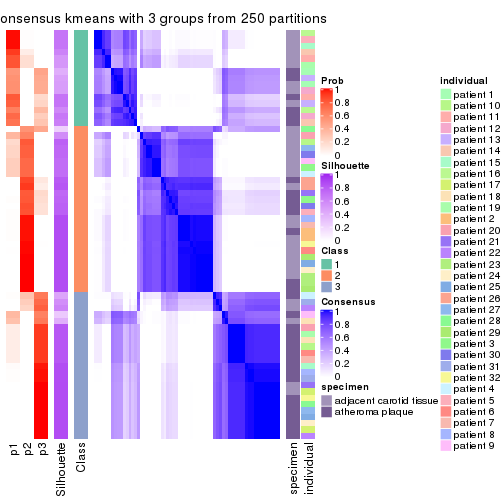 onsensus kmeans with 3 groups from 250 partitions
Prob
1
0.8
0.6
0.4
0.2
0
Silhouette
1
0.8
0.6
0.4
0.2
0
Class
1
2
3
Consensus
1
0.8
0.6
0.4
0.2
0
specimen
adjacent carotid tissue
atheroma plaque
individual
patient 1
patient 10
patient 11
patient 12
patient 13
patient 14
patient 15
patient 16
patient 17
patient 18
patient 19
patient 2
patient 20
patient 21
patient 22
patient 23
patient 24
patient 25
patient 26
patient 27
patient 28
patient 29
patient 3
patient 30
patient 31
patient 32
patient 4
patient 5
patient 6
patient 7
patient 8
patient 9
p1
p2
p3
Silhouette
Class
specimen
individual